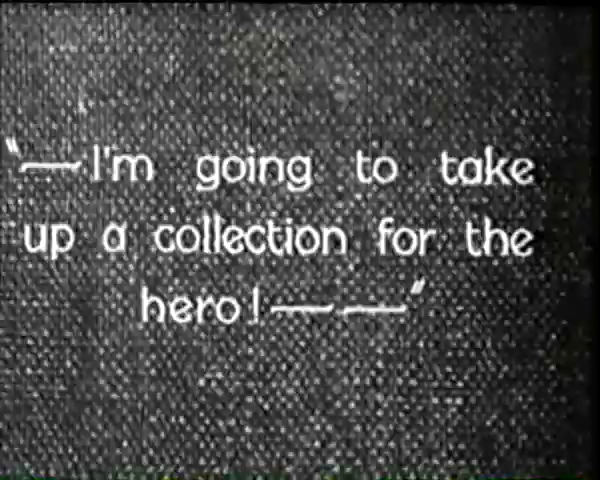 "—I'm going to take
up a collection for the
hero!— —"